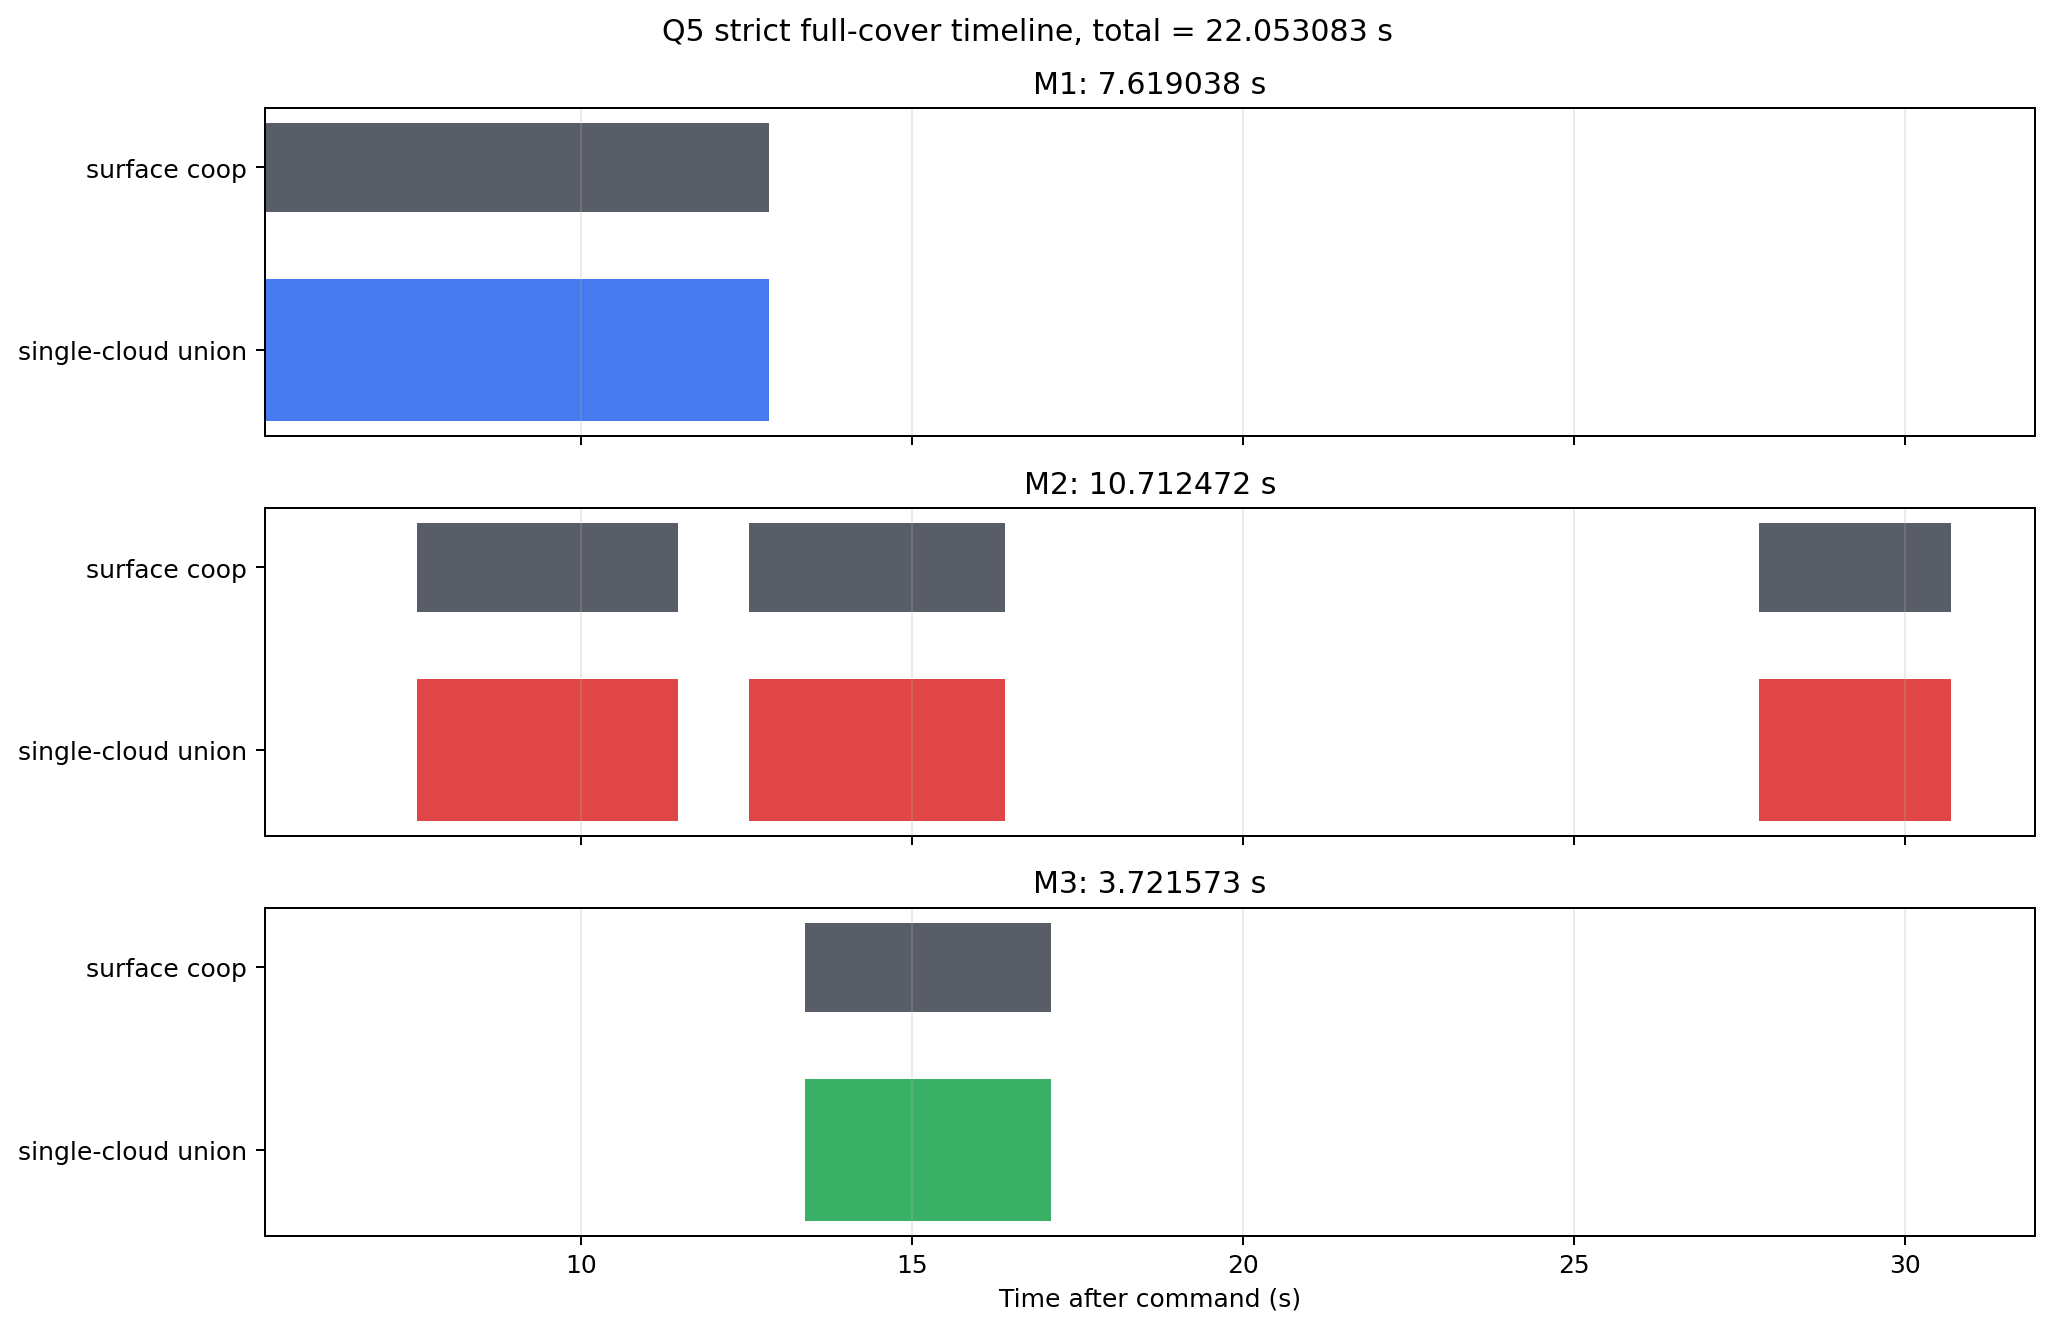 Q5 strict full-cover timeline, total = 22.053083 s
M1: 7.619038 s
surface coop
single-cloud union
M2: 10.712472 s
surface coop
single-cloud union
M3: 3.721573 s
surface coop
single-cloud union
10 15 20 25 30
Time after command (s)